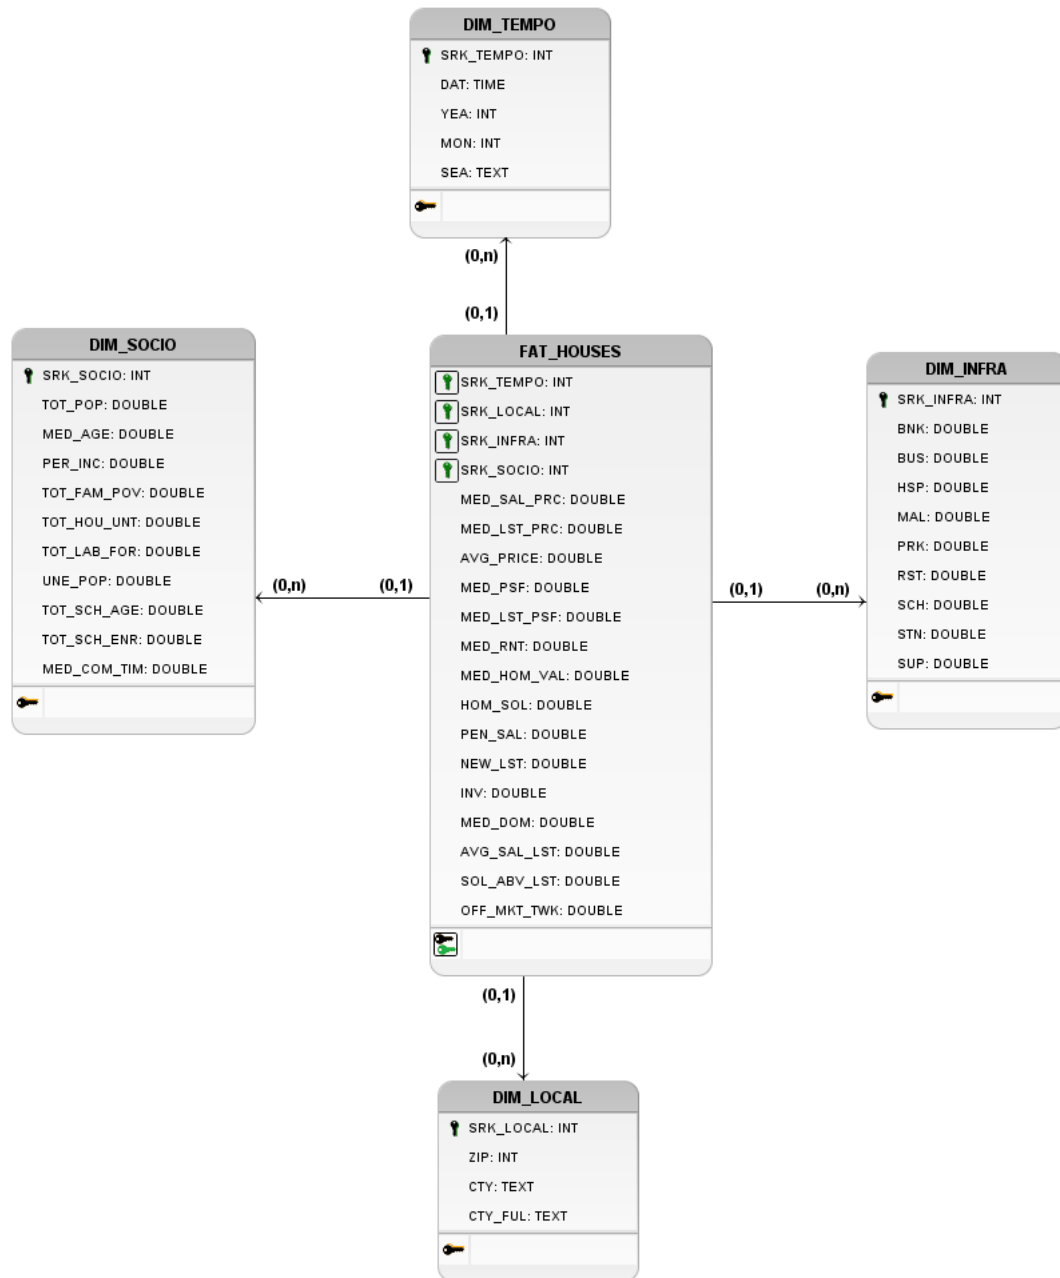 DIM_TEMPO
SRK_TEMPO: INT
DAT: TIME
YEA: INT
MON: INT
SEA: TEXT
(0,n)
(0,1)
DIM_SOCIO
SRK_SOCIO: INT
TOT_POP: DOUBLE
MED_AGE: DOUBLE
PER_INC: DOUBLE
TOT_FAM_POV: DOUBLE
TOT_HOU_UNT: DOUBLE
TOT_LAB_FOR: DOUBLE
UNE_POP: DOUBLE
TOT_SCH_AGE: DOUBLE
TOT_SCH_ENR: DOUBLE
MED_COM_TIM: DOUBLE
(0,n)
(0,1)
FAT_HOUSES
SRK_TEMPO: INT
SRK_LOCAL: INT
SRK_INFRA: INT
SRK_SOCIO: INT
MED_SAL_PRC: DOUBLE
MED_LST_PRC: DOUBLE
AVG_PRICE: DOUBLE
MED_PSF: DOUBLE
MED_LST_PSF: DOUBLE
MED_RNT: DOUBLE
MED_HOM_VAL: DOUBLE
HOM_SOL: DOUBLE
PEN_SAL: DOUBLE
NEW_LST: DOUBLE
INV: DOUBLE
MED_DOM: DOUBLE
AVG_SAL_LST: DOUBLE
SOL_ABV_LST: DOUBLE
OFF_MKT_TWK: DOUBLE
(0,1)
(0,n)
DIM_INFRA
SRK_INFRA: INT
BNK: DOUBLE
BUS: DOUBLE
HSP: DOUBLE
MAL: DOUBLE
PRK: DOUBLE
RST: DOUBLE
SCH: DOUBLE
STN: DOUBLE
SUP: DOUBLE
(0,1)
(0,n)
DIM_LOCAL
SRK_LOCAL: INT
ZIP: INT
CTY: TEXT
CTY_FUL: TEXT